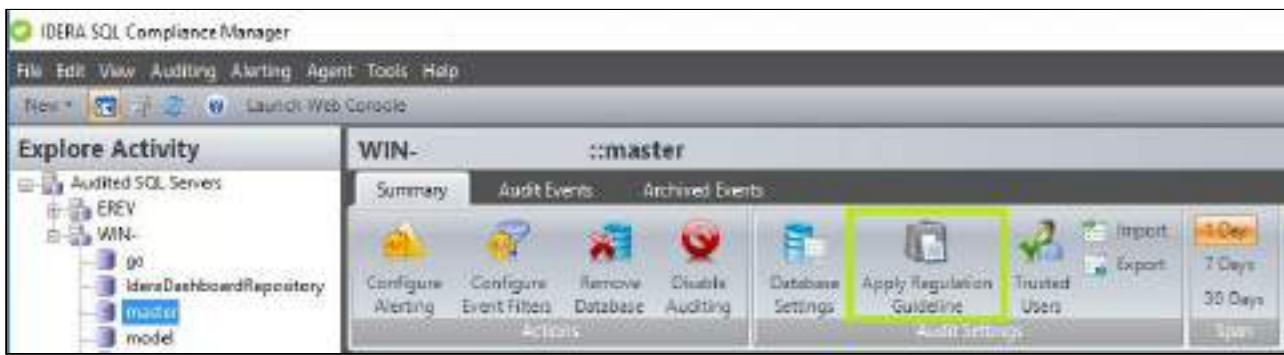 IDERA SQL Compliance Manager
File Edit View Auditing Alerting Agent Tools Help
New Launch Web Console
Explore Activity
WIN- ::master
Audited SQL Servers
EREV
WIN-
go
IderaDashboardRepository
master
model
Summary Audit Events Archived Events
Configure Alerting
Configure Event Filters
Remove Database
Disable Auditing
Actions
Database Settings
Apply Regulation Guideline
Trusted Users
Import
Export
Audit Settings
1 Day
7 Days
30 Days
Span